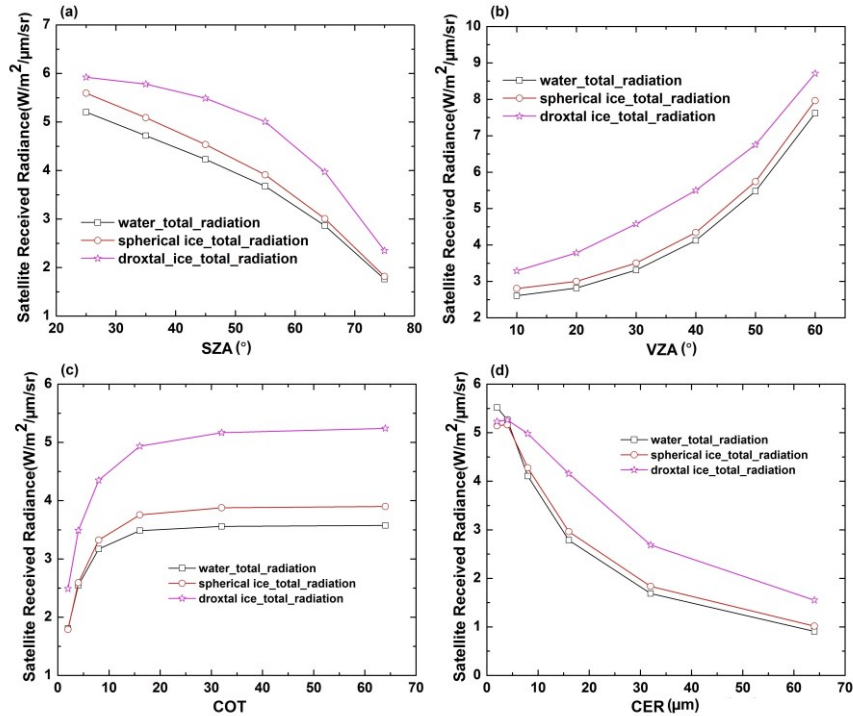 (a)
Satellite Received Radiance(W/m²/μm/sr)
7
6
5
4
3
2
1
water_total_radiation
spherical ice_total_radiation
droxtal_ice_total_radiation
20 30 40 50 60 70 80
SZA(°)
(b)
Satellite Received Radiance(W/m²/μm/sr)
10
9
8
7
6
5
4
3
2
water_total_radiation
spherical ice_total_radiation
droxtal ice_total_radiation
10 20 30 40 50 60
VZA(°)
(c)
Satellite Received Radiance(W/m²/μm/sr)
6
5
4
3
2
1
water_total_radiation
spherical ice_total_radiation
droxtal ice_total_radiation
0 10 20 30 40 50 60 70
COT
(d)
Satellite Received Radiance(W/m²/μm/sr)
6
5
4
3
2
1
0
water_total_radiation
spherical ice_total_radiation
droxtal ice_total_radiation
0 10 20 30 40 50 60 70
CER(μm)